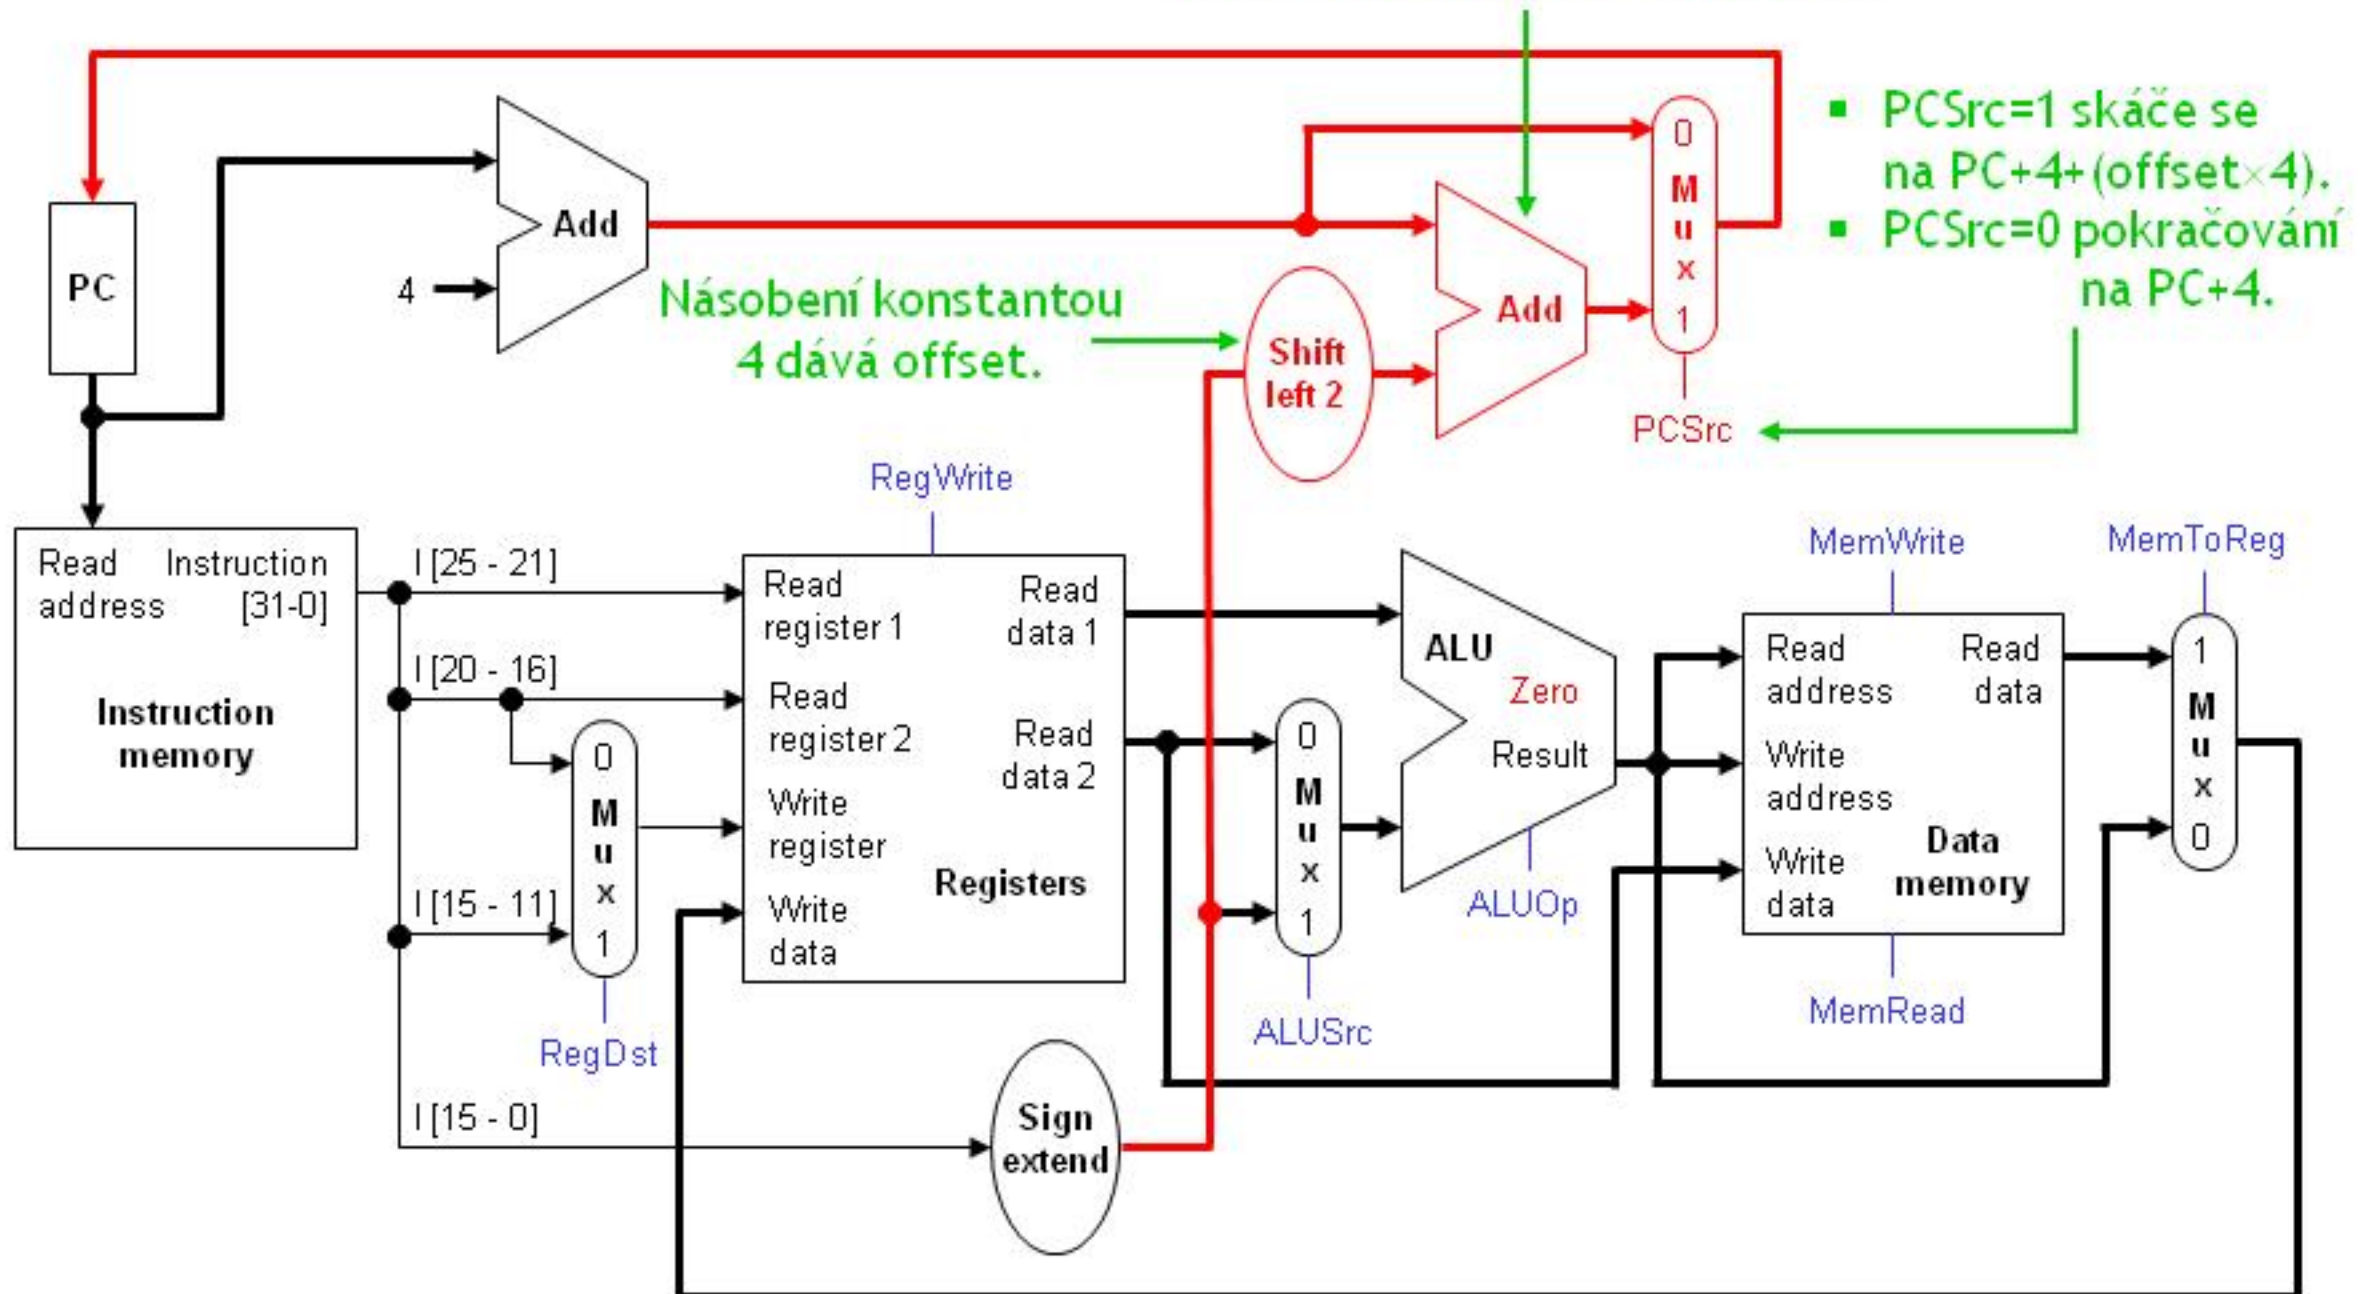 PCSrc=1 skáče se
na PC+4+(offset×4).
PCSrc=0 pokračování
na PC+4.
0
M
u
x
1
PCSrc
Add
PC
4
Add
Násobení konstantou
4 dává offset.
Shift
left 2
RegWrite
MemWrite
MemToReg
Read
address
Instruction
[31-0]
Instruction
memory
I [25 - 21]
I [20 - 16]
I [15 - 11]
I [15 - 0]
0
M
u
x
1
RegDst
Read
register 1
Read
register 2
Write
register
Write
data
Read
data 1
Read
data 2
Registers
Sign
extend
0
M
u
x
1
ALUSrc
ALU
Zero
Result
ALUOp
Read
address
Write
address
Write
data
Read
data
Data
memory
MemRead
1
M
u
x
0